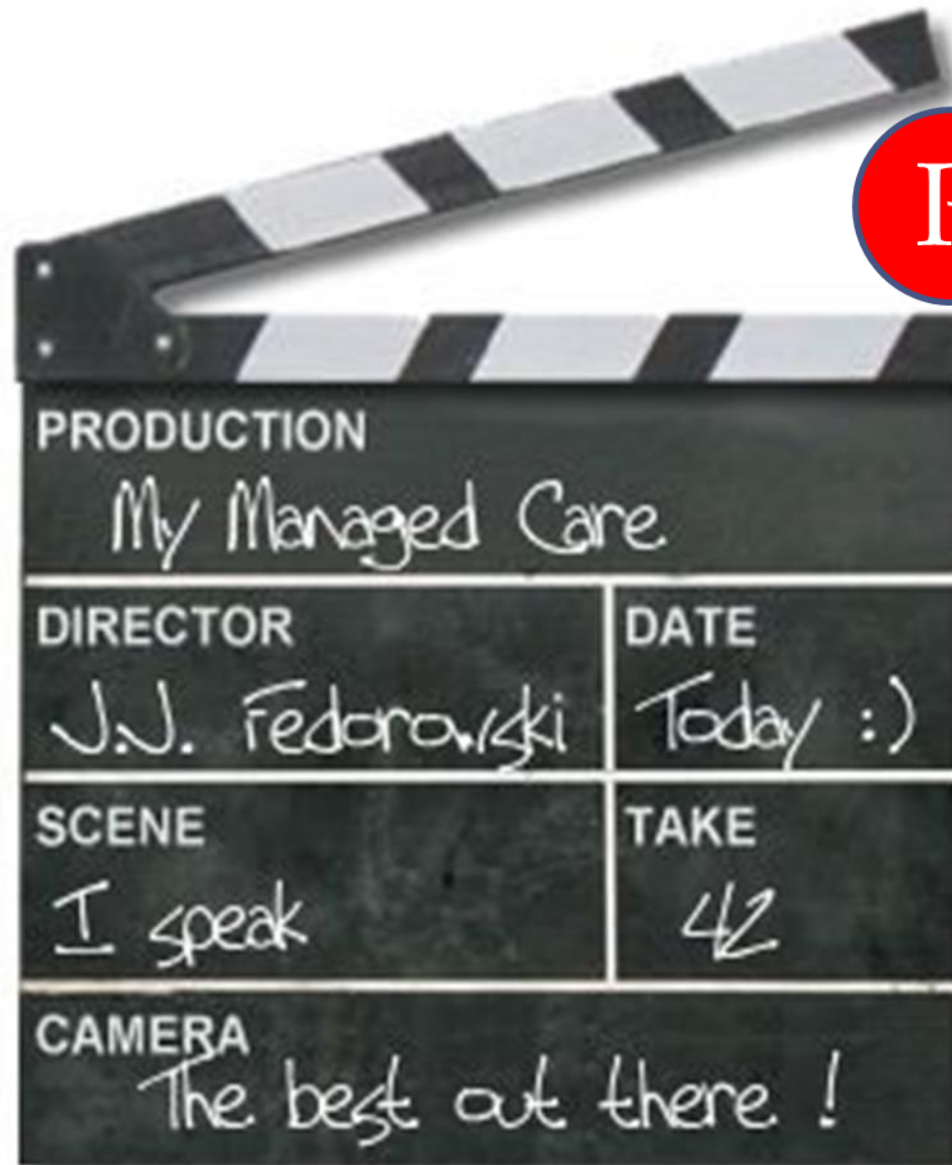 PRODUCTION
My Managed Care
DIRECTOR
J.J. Fedorowski
DATE
Today :)
SCENE
I speak
TAKE
42
CAMERA
The best out there !